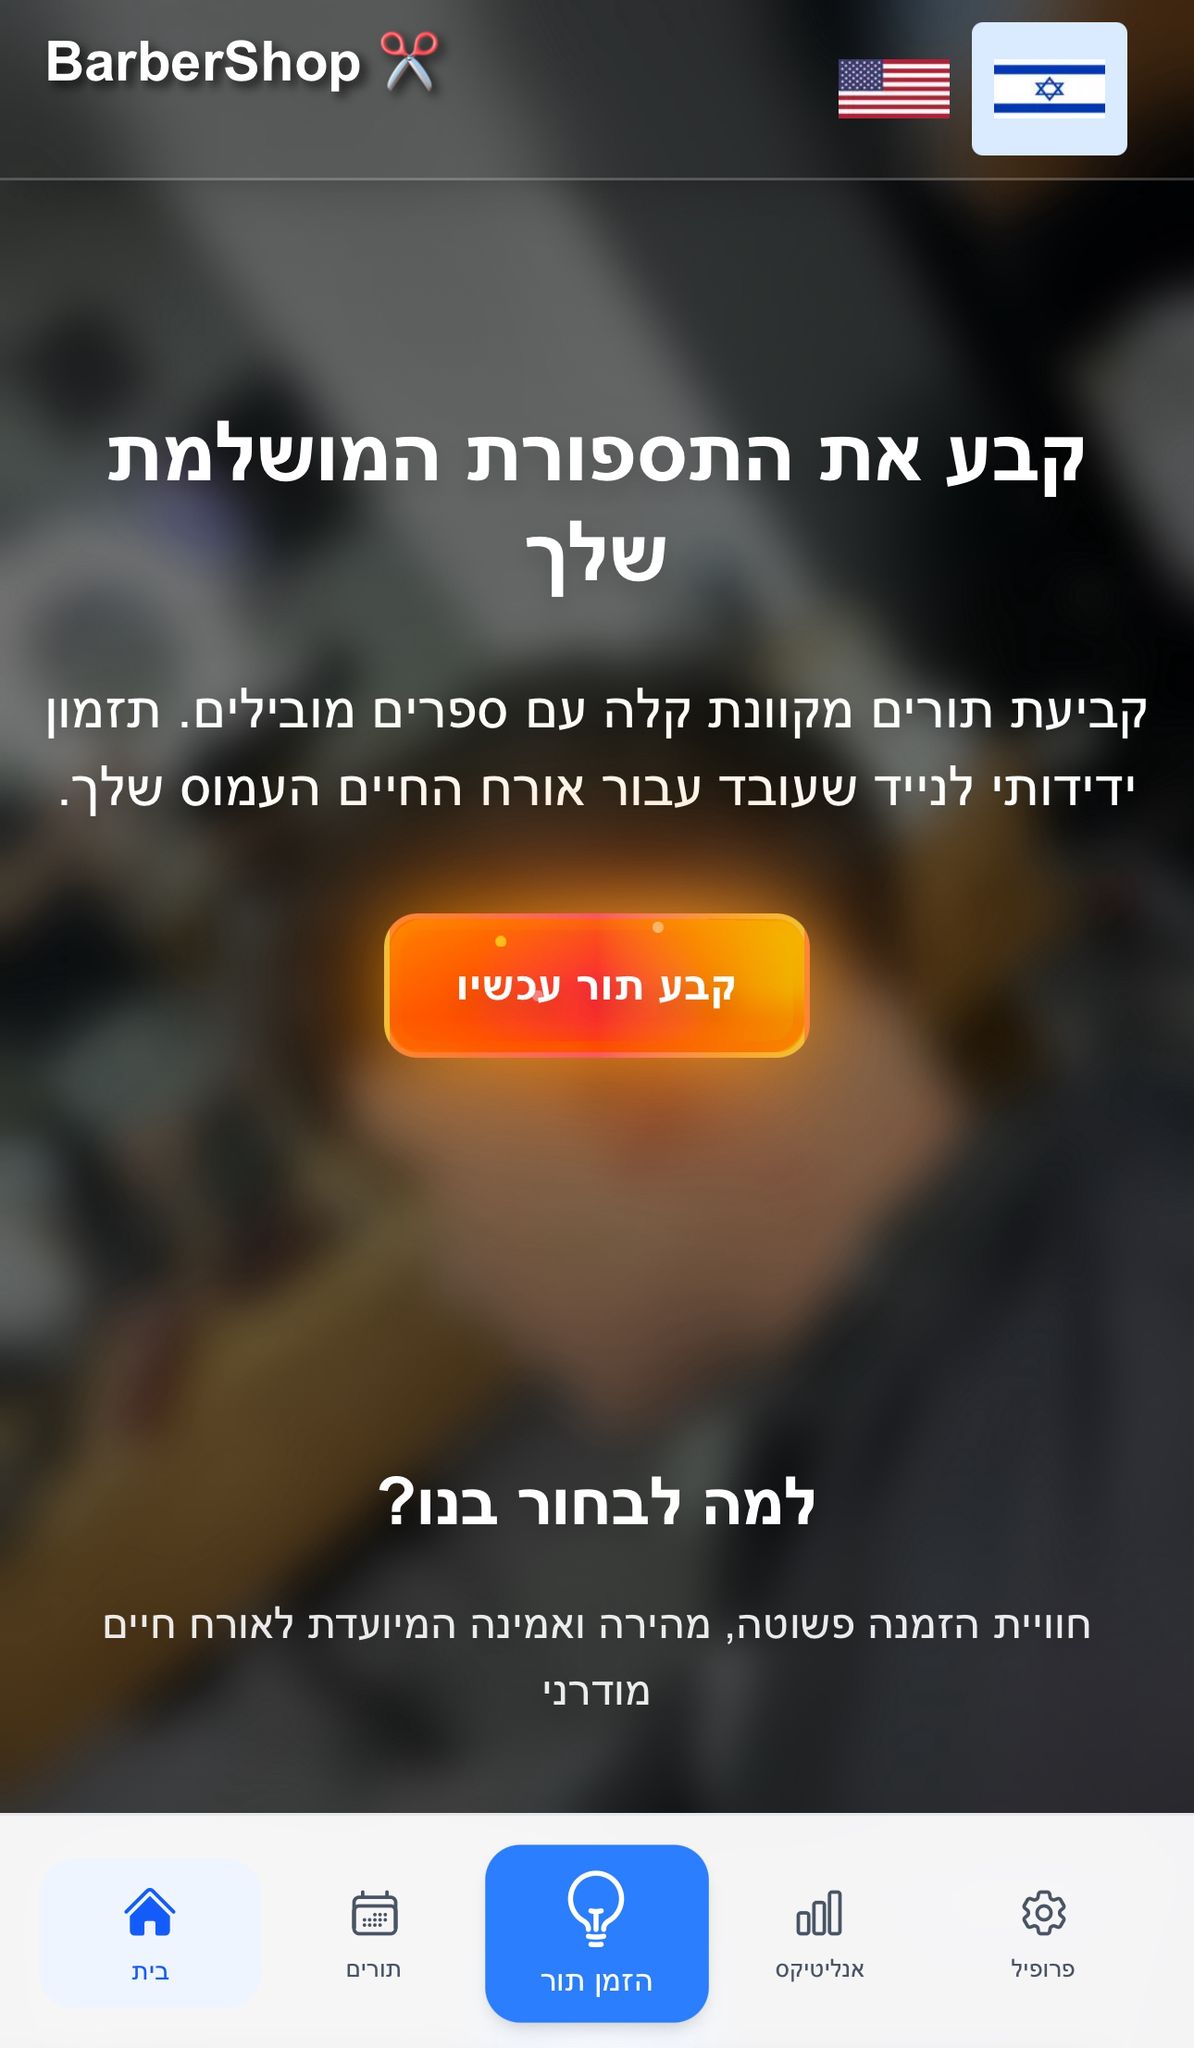 BarberShop ✂️
קבע את התספורת המושלמת
שלך
קביעת תורים מקוונת קלה עם ספרים מובילים. תזמון
ידידותי לנייד שעובד עבור אורח החיים העמוס שלך.
קבע תור עכשיו
למה לבחור בנו?
חוויית הזמנה פשוטה, מהירה ואמינה המיועדת לאורח חיים
מודרני
בית
תורים
הזמן תור
אנליטיקס
פרופיל